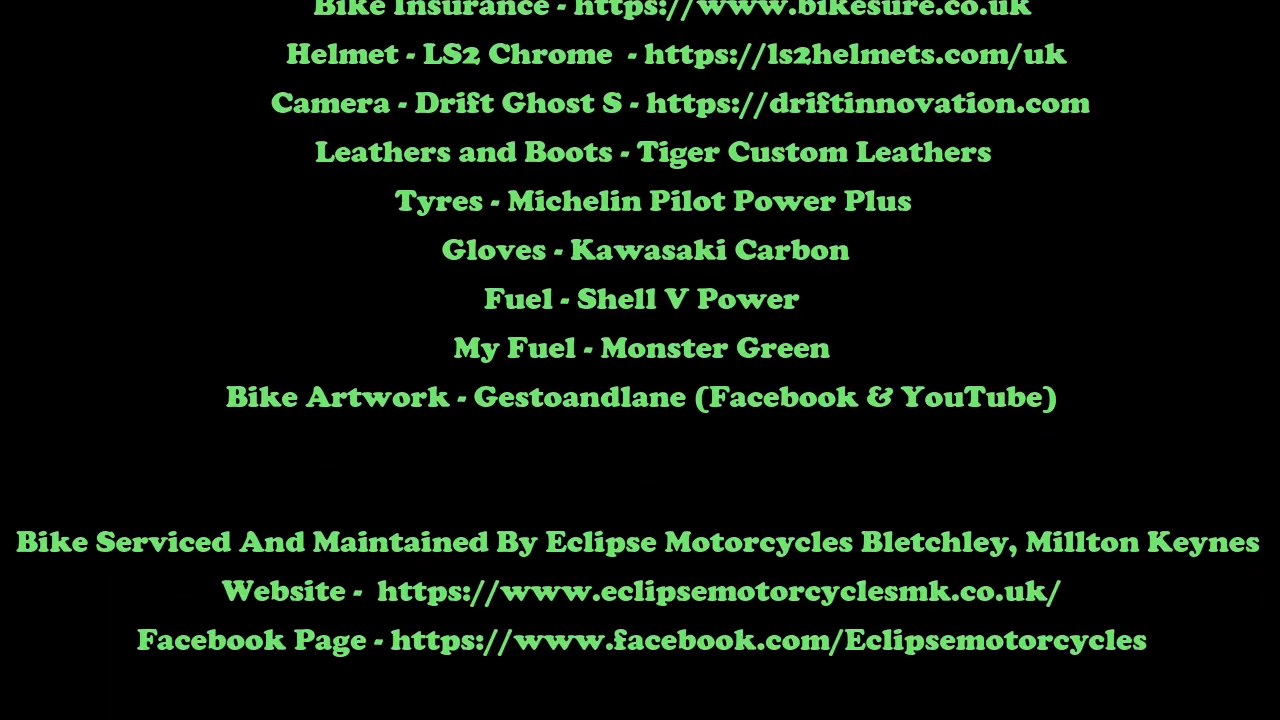 Bike Insurance - https://www.bikesure.co.uk
Helmet - LS2 Chrome  - https://ls2helmets.com/uk
Camera - Drift Ghost S - https://driftinnovation.com
Leathers and Boots - Tiger Custom Leathers
Tyres - Michelin Pilot Power Plus
Gloves - Kawasaki Carbon
Fuel - Shell V Power
My Fuel - Monster Green
Bike Artwork - Gestoandlane (Facebook & YouTube)
Bike Serviced And Maintained By Eclipse Motorcycles Bletchley, Millton Keynes
Website -  https://www.eclipsemotorcyclesmk.co.uk/
Facebook Page - https://www.facebook.com/Eclipsemotorcycles